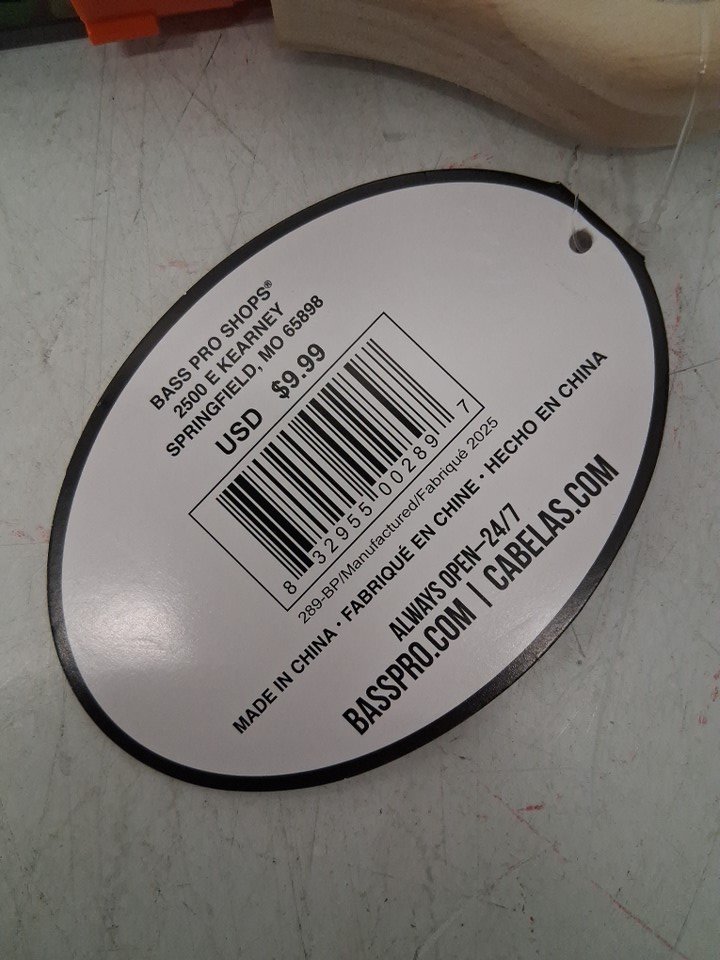 BASS PRO SHOPS®
2500 E KEARNEY
SPRINGFIELD, MO 65898
USD $9.99
8 32955 00289 7
289-BP/Manufactured/Fabriqué 2025
MADE IN CHINA · FABRIQUÉ EN CHINE · HECHO EN CHINA
ALWAYS OPEN–24/7
BASSPRO.COM | CABELAS.COM